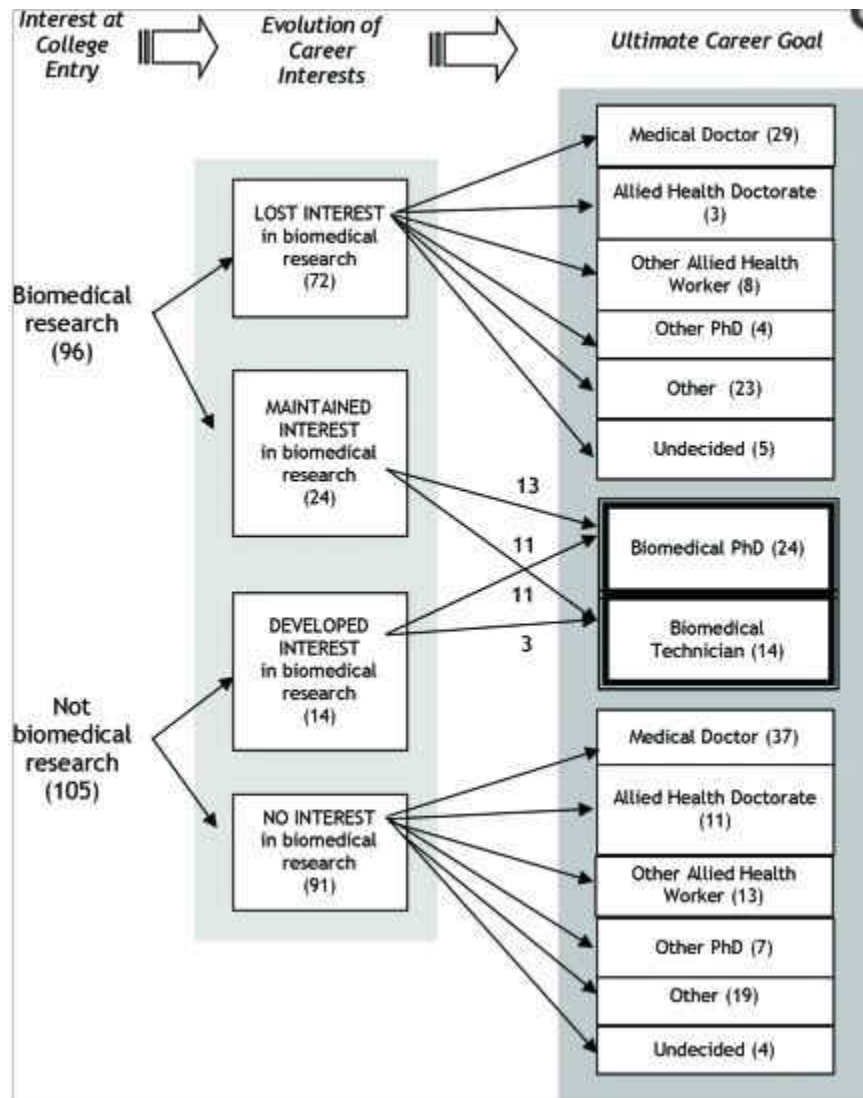 Interest at
College
Entry
Evolution of
Career
Interests
Ultimate Career Goal
Biomedical
research
(96)
Not
biomedical
research
(105)
LOST INTEREST
in biomedical
research
(72)
MAINTAINED
INTEREST
in biomedical
research
(24)
DEVELOPED
INTEREST
in biomedical
research
(14)
NO INTEREST
in biomedical
research
(91)
13
11
11
3
Medical Doctor (29)
Allied Health Doctorate
(3)
Other Allied Health
Worker (8)
Other PhD (4)
Other (23)
Undecided (5)
Biomedical PhD (24)
Biomedical
Technician (14)
Medical Doctor (37)
Allied Health Doctorate
(11)
Other Allied Health
Worker (13)
Other PhD (7)
Other (19)
Undecided (4)